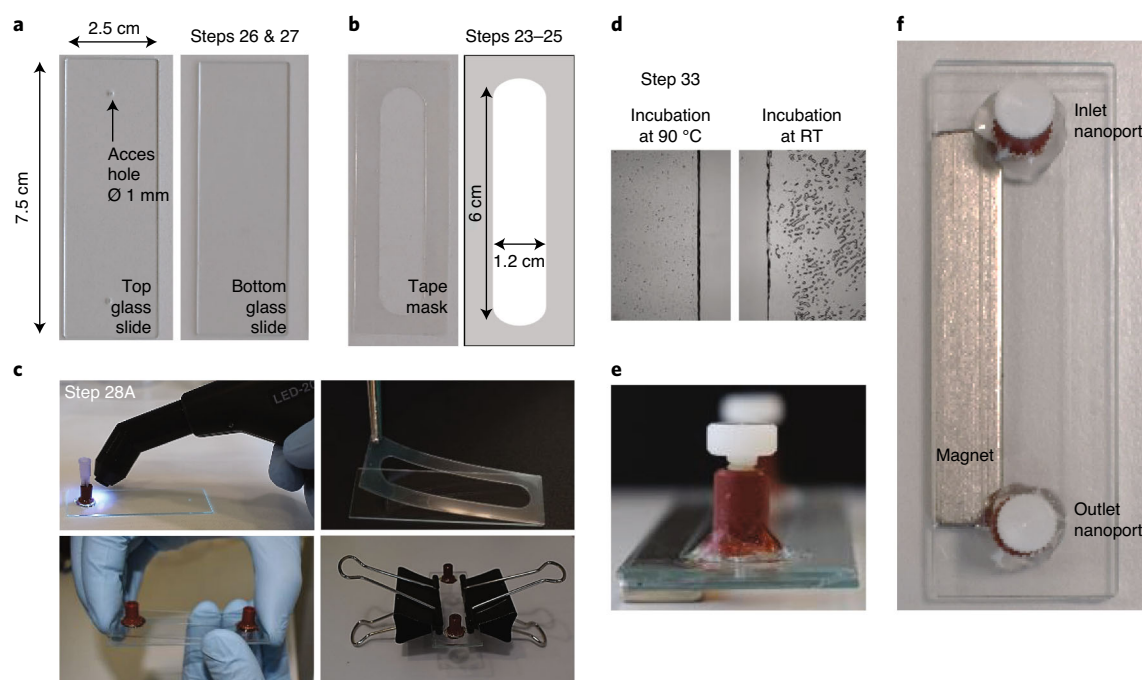 a
2.5 cm
Steps 26 & 27
7.5 cm
Acces
hole
Ø 1 mm
Top
glass
slide
Bottom
glass
slide
b
Steps 23–25
Tape
mask
6 cm
1.2 cm
c
Step 28A
LED-20
d
Step 33
Incubation
at 90 °C
Incubation
at RT
e
f
Inlet
nanoport
Magnet
Outlet
nanoport